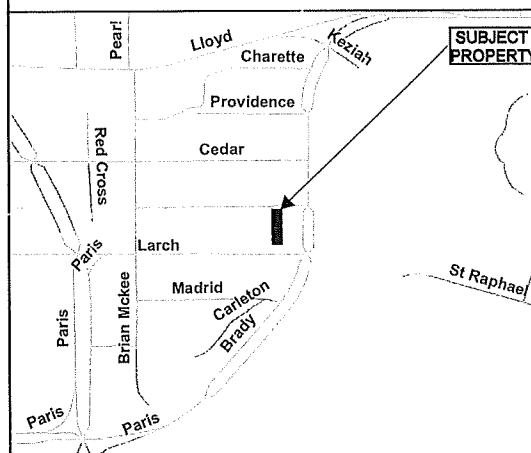 Pearl
Lloyd
Keziah
SUBJECT
PROPERTY
Charette
Providence
Red Cross
Cedar
Paris
Larch
St Raphael
Madrid
Carleton
Brady
Paris
Brian Mckee
Paris
Paris